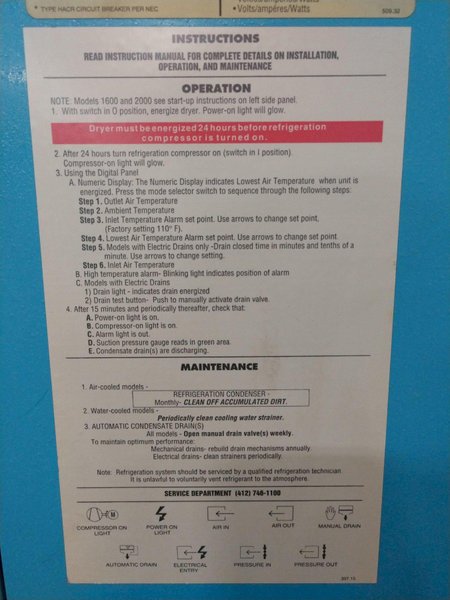 * TYPE HACR CIRCUIT BREAKER PER NEC
• Volts/ampères/Watts
509.32
INSTRUCTIONS
READ INSTRUCTION MANUAL FOR COMPLETE DETAILS ON INSTALLATION,
OPERATION, AND MAINTENANCE
OPERATION
NOTE: Models 1600 and 2000 see start-up instructions on left side panel.
1. With switch in O position, energize dryer. Power-on light will glow.
Dryer must be energized 24 hours before refrigeration
compressor is turned on.
2. After 24 hours turn refrigeration compressor on (switch in I position).
Compressor-on light will glow.
3. Using the Digital Panel
A. Numeric Display: The Numeric Display indicates Lowest Air Temperature when unit is
energized. Press the mode selector switch to sequence through the following steps:
Step 1. Outlet Air Temperature
Step 2. Ambient Temperature
Step 3. Inlet Temperature Alarm set point. Use arrows to change set point,
(Factory setting 110° F).
Step 4. Lowest Air Temperature Alarm set point. Use arrows to change set point.
Step 5. Models with Electric Drains only -Drain closed time in minutes and tenths of a
minute. Use arrows to change setting.
Step 6. Inlet Air Temperature
B. High temperature alarm- Blinking light indicates position of alarm
C. Models with Electric Drains
1) Drain light - indicates drain energized
2) Drain test button- Push to manually activate drain valve.
4. After 15 minutes and periodically thereafter, check that:
A. Power-on light is on.
B. Compressor-on light is on.
C. Alarm light is out.
D. Suction pressure gauge reads in green area.
E. Condensate drain(s) are discharging.
MAINTENANCE
1. Air-cooled models -
REFRIGERATION CONDENSER -
Monthly- CLEAN OFF ACCUMULATED DIRT.
2. Water-cooled models -
Periodically clean cooling water strainer.
3. AUTOMATIC CONDENSATE DRAIN(S)
All models - Open manual drain valve(s) weekly.
To maintain optimum performance:
Mechanical drains- rebuild drain mechanisms annually.
Electrical drains- clean strainers periodically.
Note: Refrigeration system should be serviced by a qualified refrigeration technician
It is unlawful to voluntarily vent refrigerant to the atmosphere.
SERVICE DEPARTMENT (412) 746-1100
COMPRESSOR ON LIGHT
POWER ON LIGHT
AIR IN
AIR OUT
MANUAL DRAIN
AUTOMATIC DRAIN
ELECTRICAL ENTRY
PRESSURE IN
PRESSURE OUT